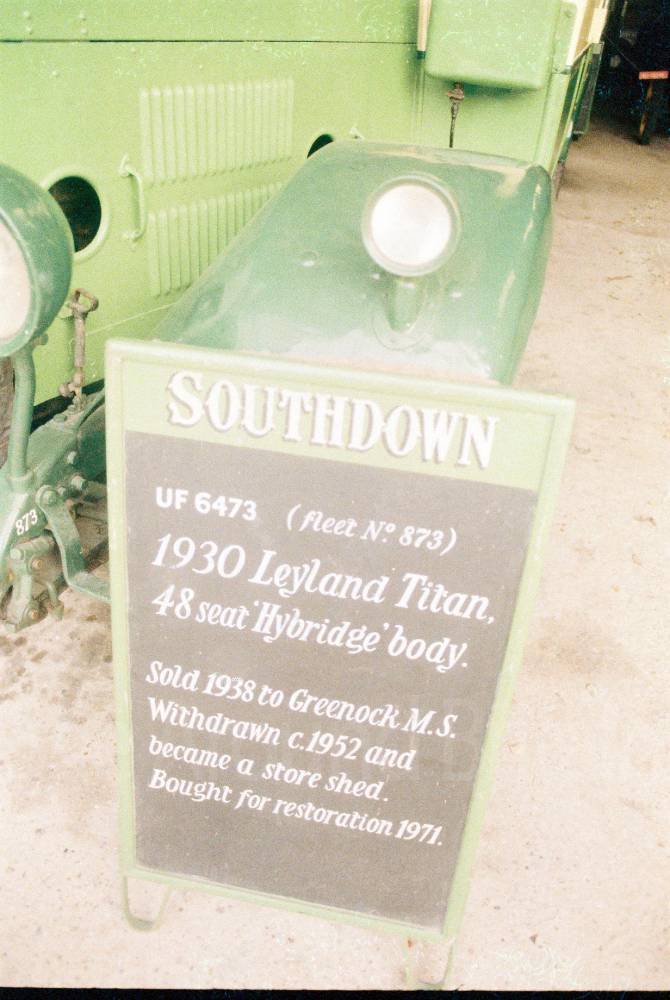 SOUTHDOWN
UF 6473 (fleet Nº 873)
1930 Leyland Titan,
48 seat 'Hybridge' body.
Sold 1938 to Greenock M.S.
Withdrawn c.1952 and
became a store shed.
Bought for restoration 1971.
873